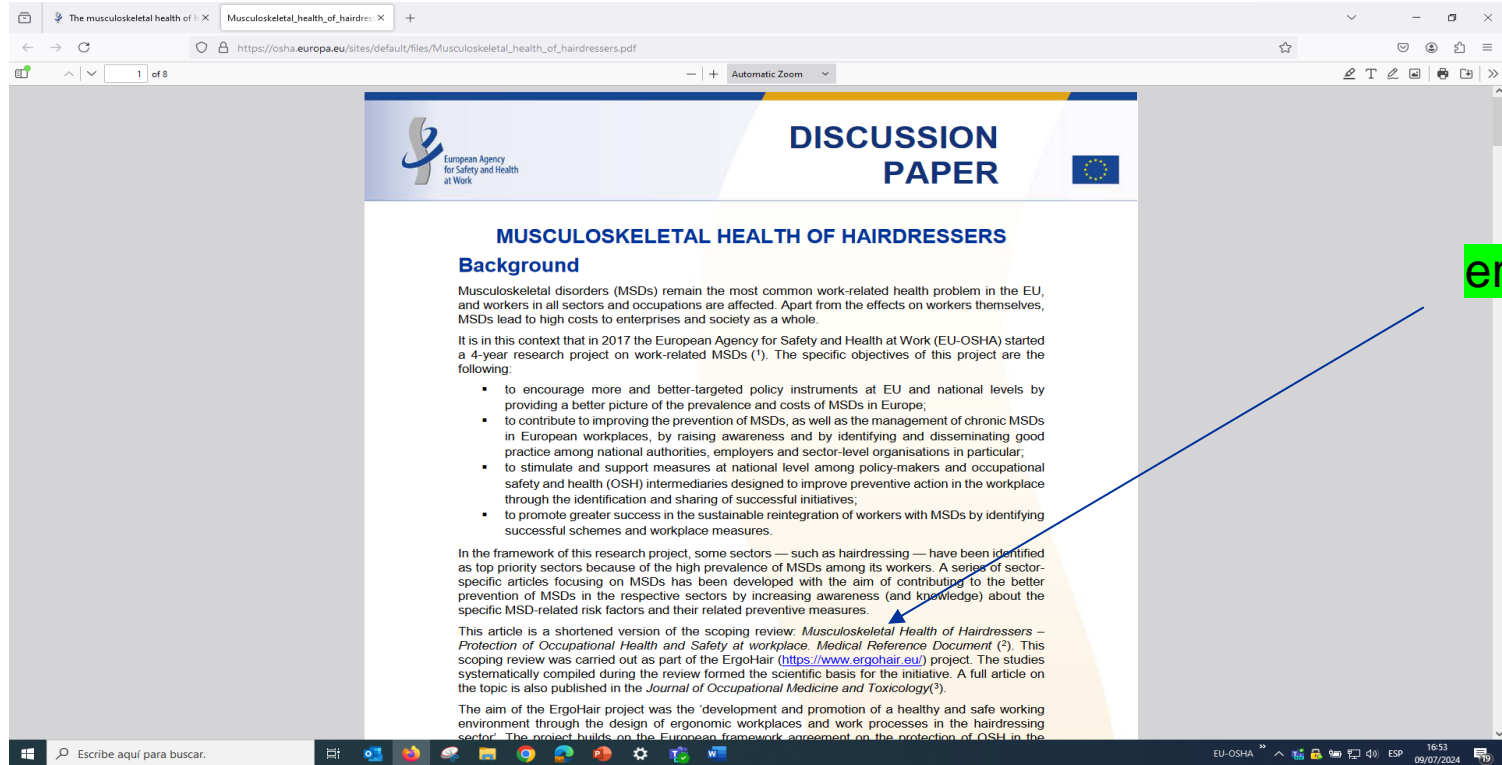 The musculoskeletal health of h
Musculoskeletal_health_of_hairdres
https://osha.europa.eu/sites/default/files/Musculoskeletal_health_of_hairdressers.pdf
1 of 8
Automatic Zoom
European Agency
for Safety and Health
at Work
DISCUSSION
PAPER
MUSCULOSKELETAL HEALTH OF HAIRDRESSERS
Background
Musculoskeletal disorders (MSDs) remain the most common work-related health problem in the EU,
and workers in all sectors and occupations are affected. Apart from the effects on workers themselves,
MSDs lead to high costs to enterprises and society as a whole.
It is in this context that in 2017 the European Agency for Safety and Health at Work (EU-OSHA) started
a 4-year research project on work-related MSDs (¹). The specific objectives of this project are the
following:
▪ to encourage more and better-targeted policy instruments at EU and national levels by
providing a better picture of the prevalence and costs of MSDs in Europe;
▪ to contribute to improving the prevention of MSDs, as well as the management of chronic MSDs
in European workplaces, by raising awareness and by identifying and disseminating good
practice among national authorities, employers and sector-level organisations in particular;
▪ to stimulate and support measures at national level among policy-makers and occupational
safety and health (OSH) intermediaries designed to improve preventive action in the workplace
through the identification and sharing of successful initiatives;
▪ to promote greater success in the sustainable reintegration of workers with MSDs by identifying
successful schemes and workplace measures.
In the framework of this research project, some sectors — such as hairdressing — have been identified
as top priority sectors because of the high prevalence of MSDs among its workers. A series of sector-
specific articles focusing on MSDs has been developed with the aim of contributing to the better
prevention of MSDs in the respective sectors by increasing awareness (and knowledge) about the
specific MSD-related risk factors and their related preventive measures.
This article is a shortened version of the scoping review: Musculoskeletal Health of Hairdressers –
Protection of Occupational Health and Safety at workplace. Medical Reference Document (²). This
scoping review was carried out as part of the ErgoHair (https://www.ergohair.eu/) project. The studies
systematically compiled during the review formed the scientific basis for the initiative. A full article on
the topic is also published in the Journal of Occupational Medicine and Toxicology(³).
The aim of the ErgoHair project was the 'development and promotion of a healthy and safe working
environment through the design of ergonomic workplaces and work processes in the hairdressing
sector'. The project builds on the European framework agreement on the protection of OSH in the
er
Escribe aquí para buscar.
EU-OSHA
ESP
16:53
09/07/2024
19